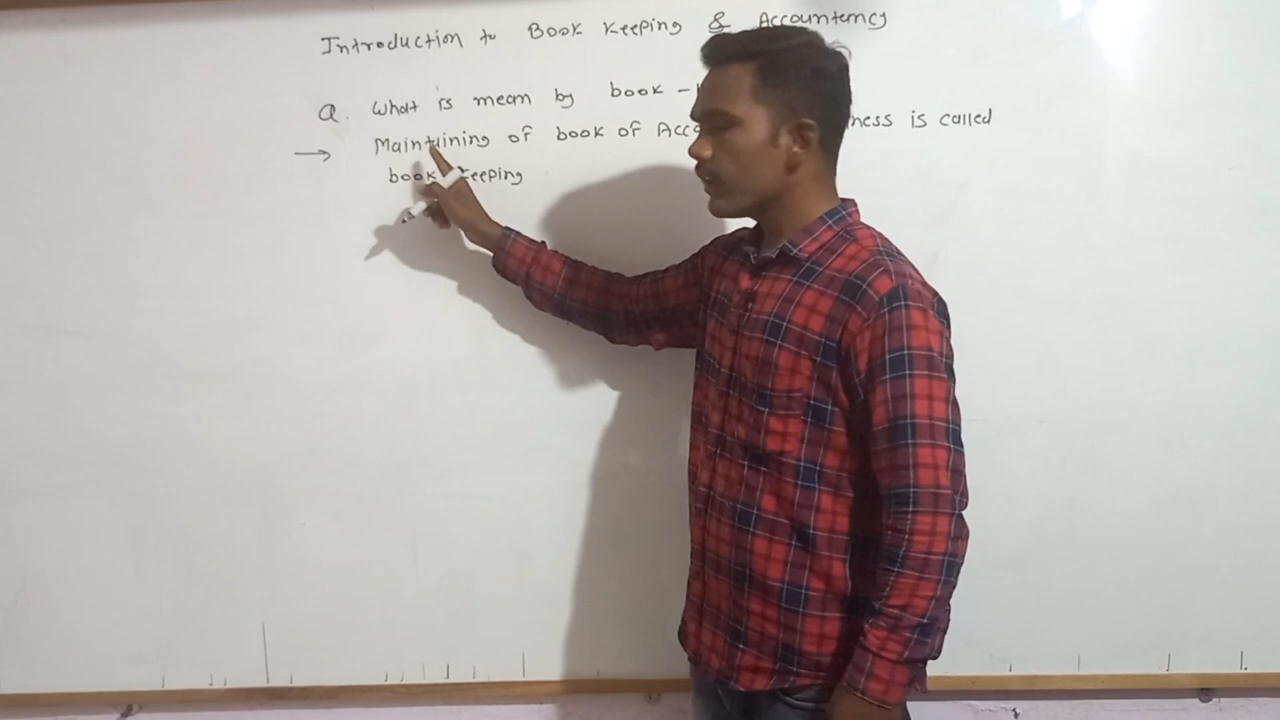 Introduction to Book Keeping & Accountency
Q. What is mean by book -
→ Maintaining of book of Acc ness is called
book keeping